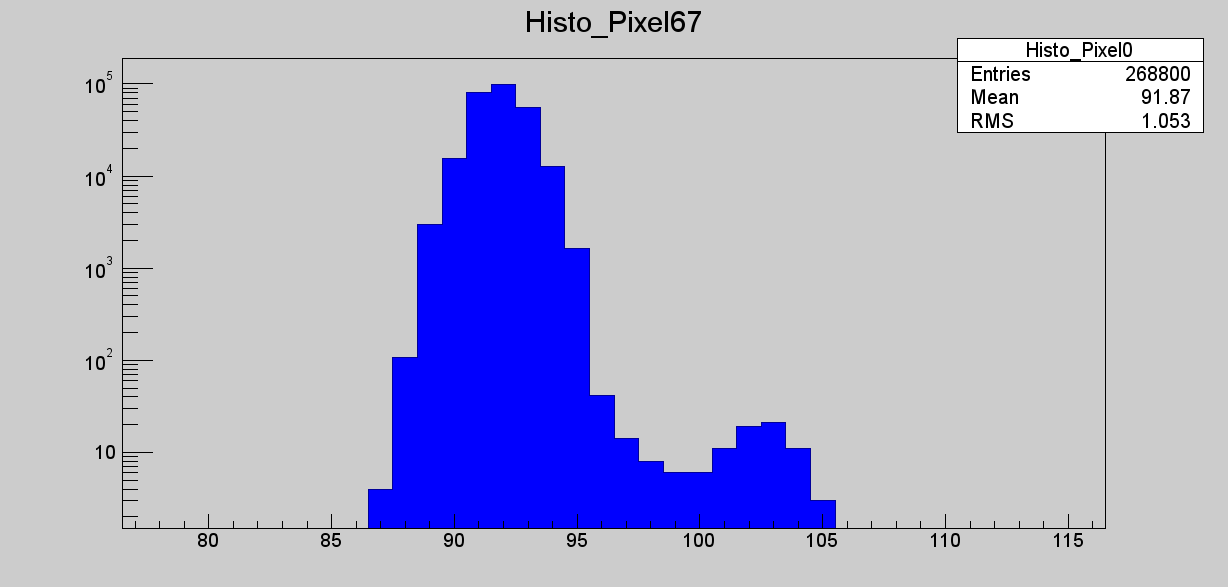 Histo_Pixel67
Histo_Pixel0
Entries 268800
Mean 91.87
RMS 1.053
10^5
10^4
10^3
10^2
10
80 85 90 95 100 105 110 115